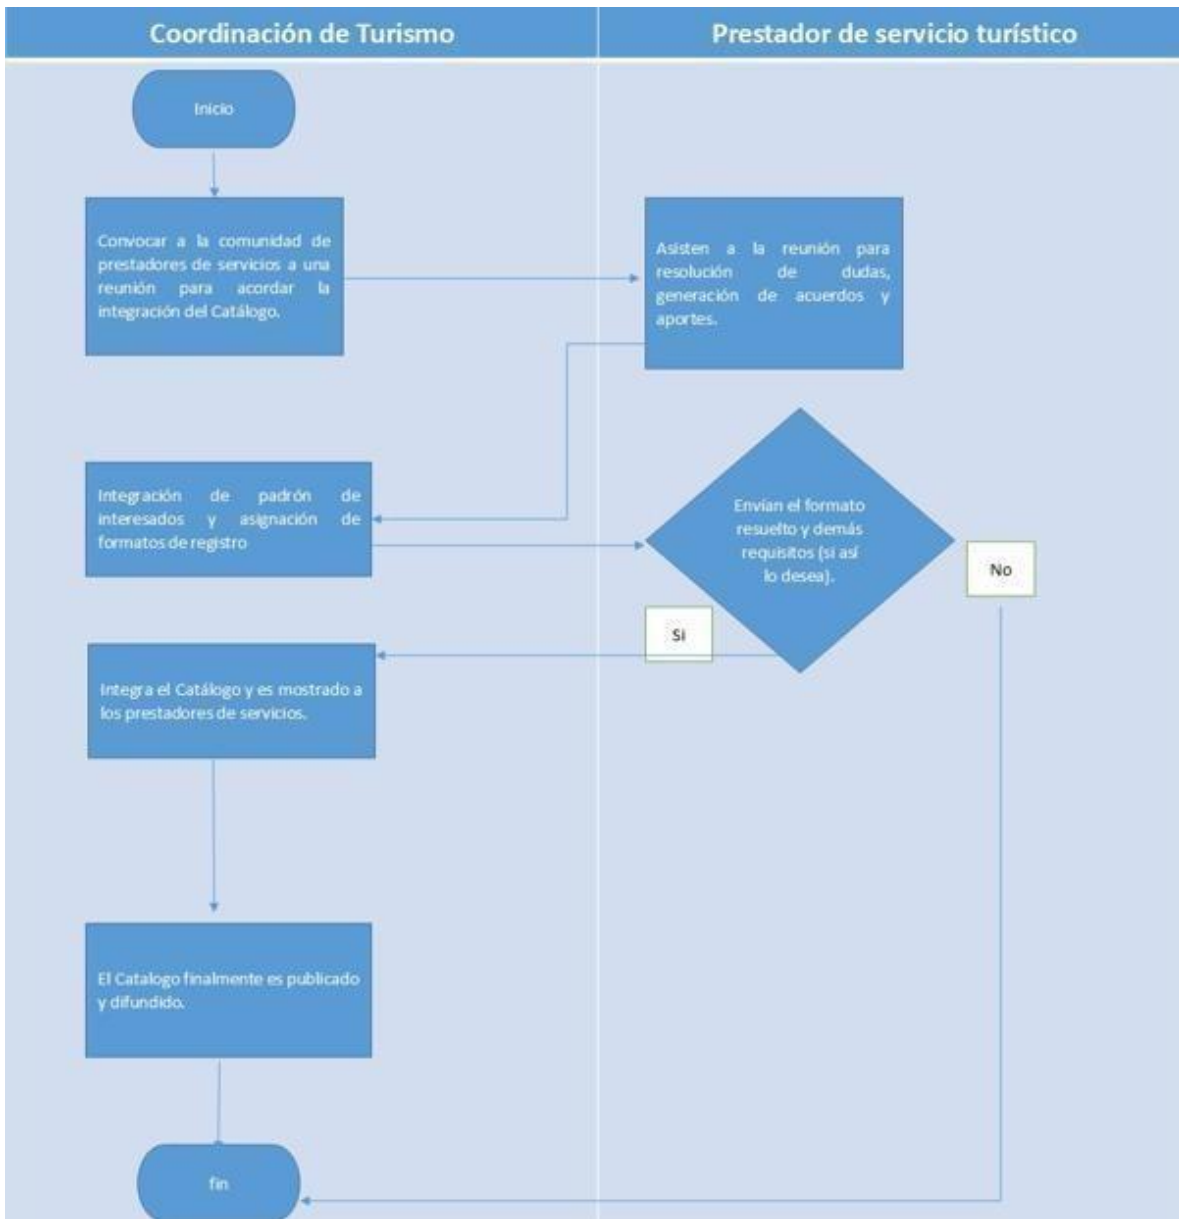 Coordinación de Turismo
Prestador de servicio turístico
Inicio
Convocar a la comunidad de
prestadores de servicios a una
reunión para acordar la
integración del Catálogo.
Asisten a la reunión para
resolución de dudas,
generación de acuerdos y
aportes.
Integración de padrón de
interesados y asignación de
formatos de registro
Envían el formato
resuelto y demás
requisitos (si así
lo desea).
No
Si
Integra el Catálogo y es mostrado a
los prestadores de servicios.
El Catalogo finalmente es publicado
y difundido.
fin